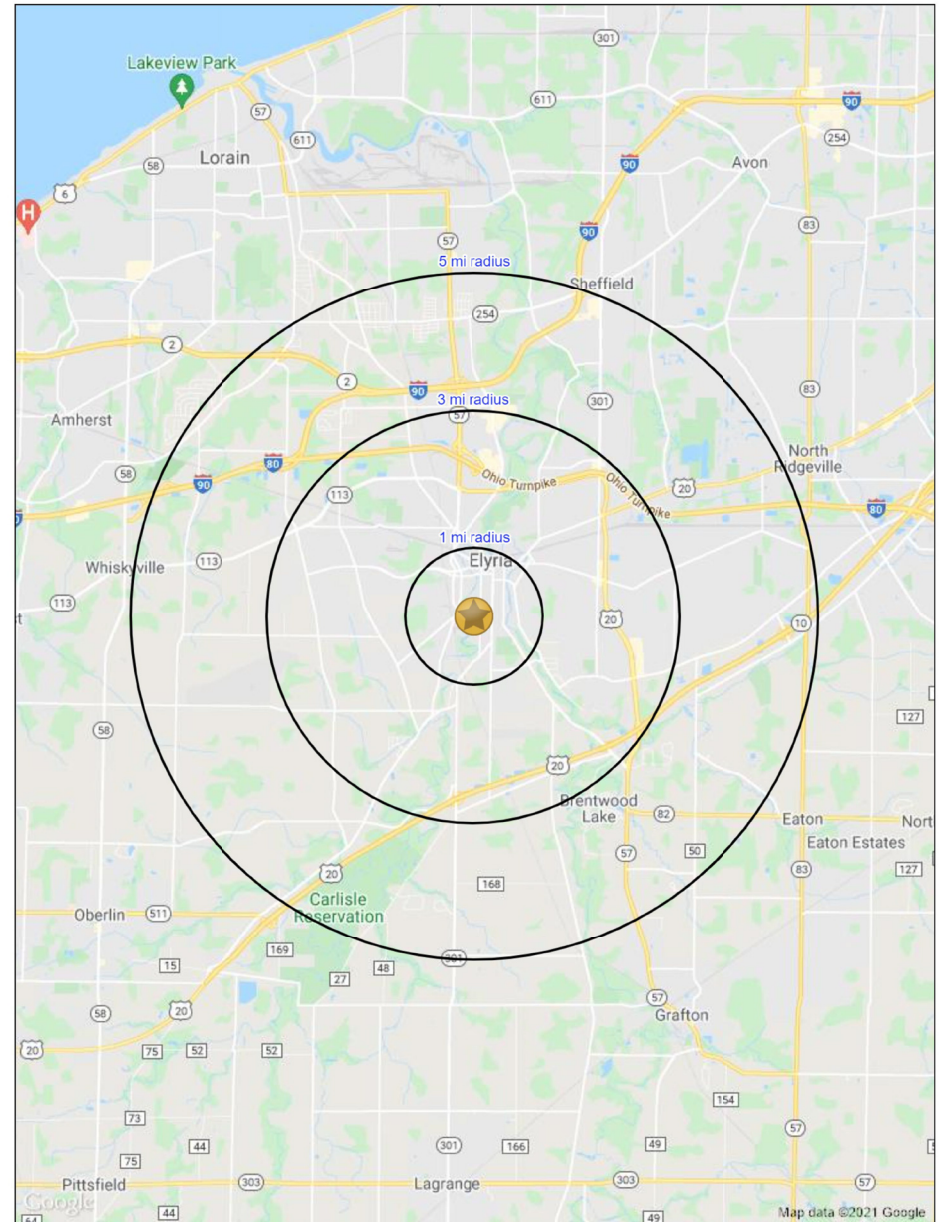 301
Lakeview Park
611
90
57
254
611
Lorain
90
Avon
58
6
H
90
83
57
5 mi radius
Sheffield
254
2
2
90
83
3 mi radius
301
57
Amherst
North
Ridgeville
80
58
90
Ohio Turnpike
Ohio Turnpike
20
113
80
1 mi radius
Elyria
113
Whiskyville
113
20
10
127
58
20
Brentwood
Lake
82
Eaton
Nort
57
50
Eaton Estates
83
127
20
168
Carlisle
Reservation
Oberlin
511
301
169
15
48
27
57
58
20
Grafton
20
75
52
52
154
73
57
44
301
166
49
75
Pittsfield
303
Lagrange
303
57
Google
44
49
Map data ©2021 Google